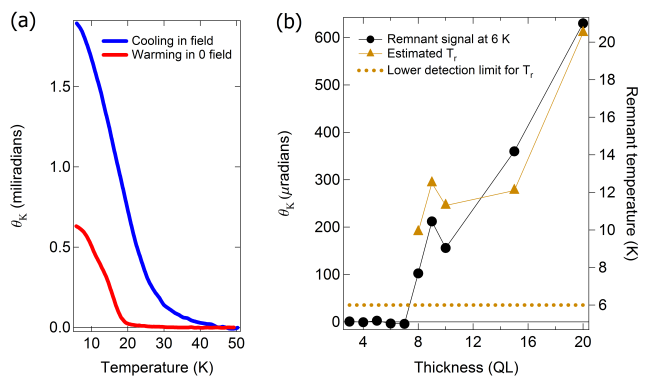 (a)
Cooling in field
Warming in 0 field
1.5
1.0
0.5
0.0
θK (miliradians)
10 20 30 40 50
Temperature (K)
(b)
Remnant signal at 6 K
Estimated Tr
Lower detection limit for Tr
600
500
400
300
200
100
0
θK (μradians)
20
18
16
14
12
10
8
6
Remnant temperature (K)
4 8 12 16 20
Thickness (QL)